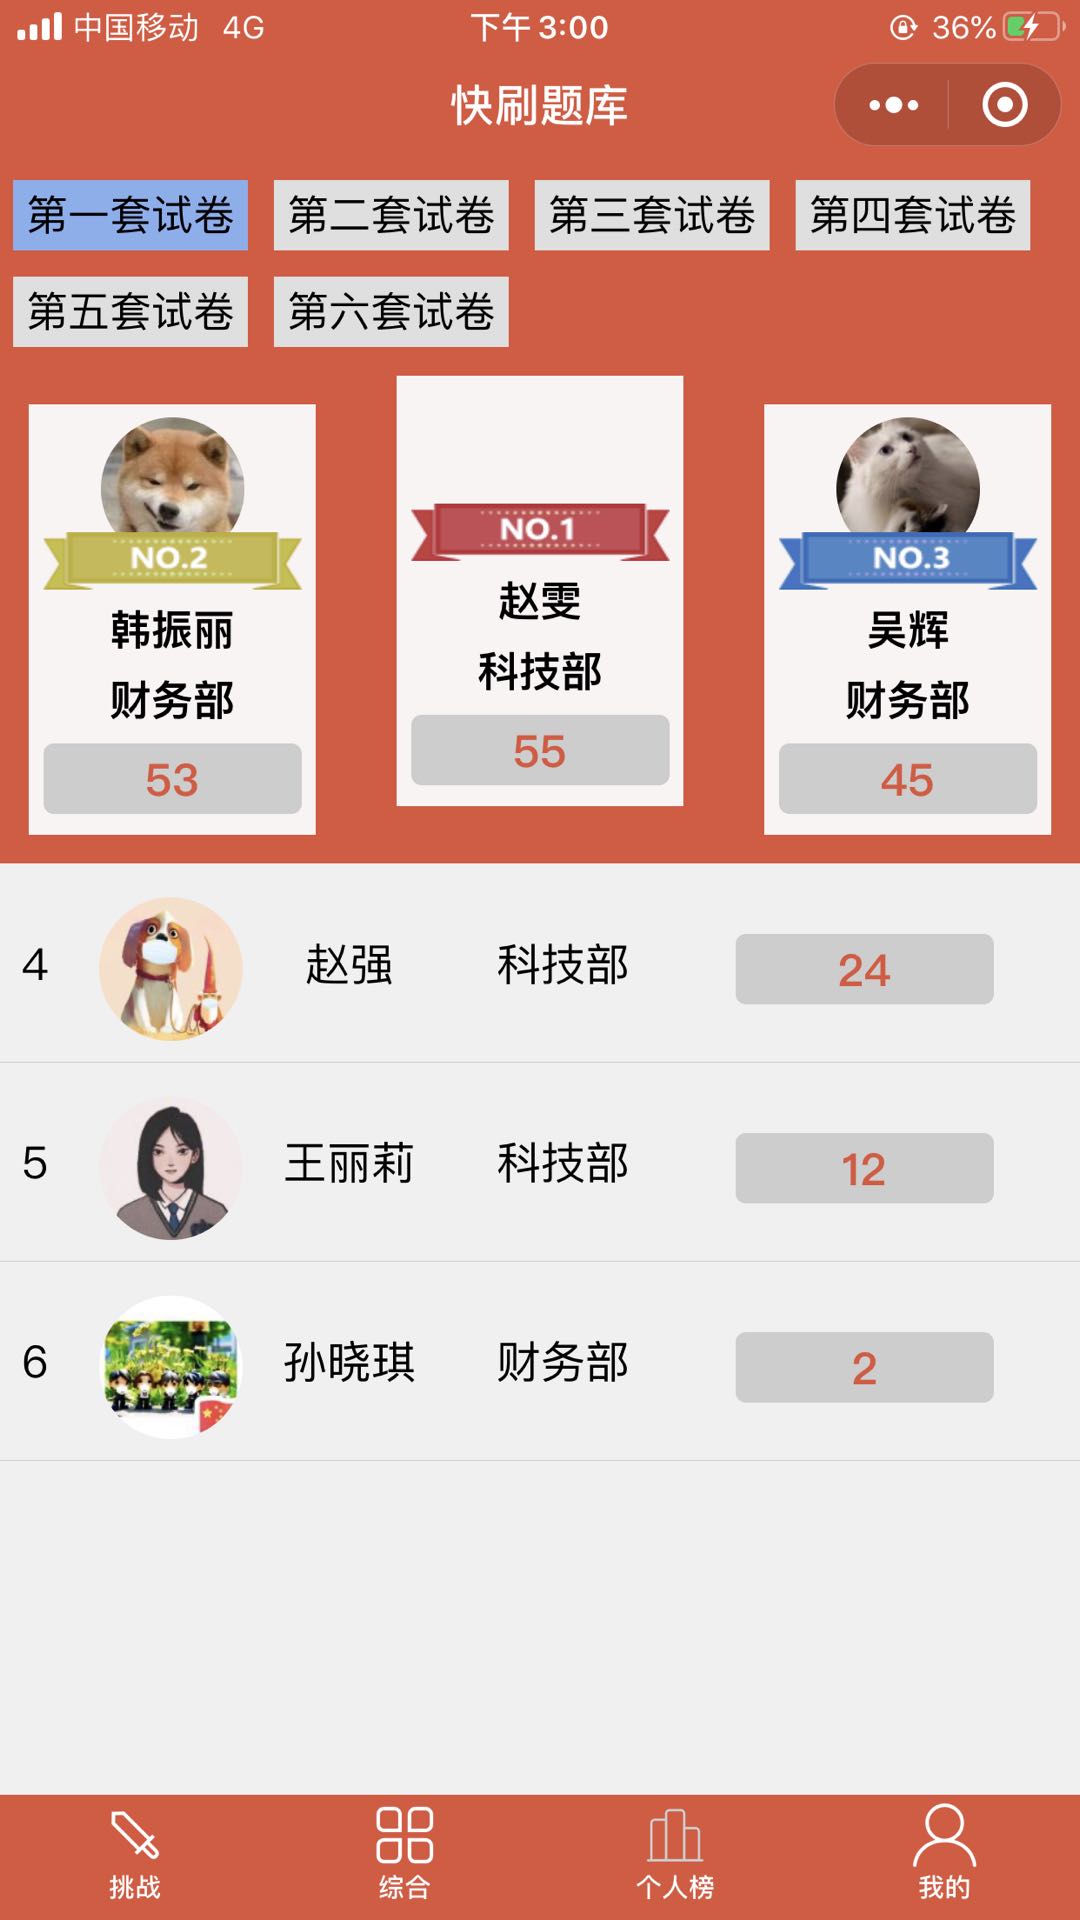 中国移动 4G 下午3:00 36%
快刷题库
第一套试卷 第二套试卷 第三套试卷 第四套试卷
第五套试卷 第六套试卷
NO.2
韩振丽
财务部
53
NO.1
赵雯
科技部
55
NO.3
吴辉
财务部
45
4 赵强 科技部 24
5 王丽莉 科技部 12
6 孙晓琪 财务部 2
挑战 综合 个人榜 我的